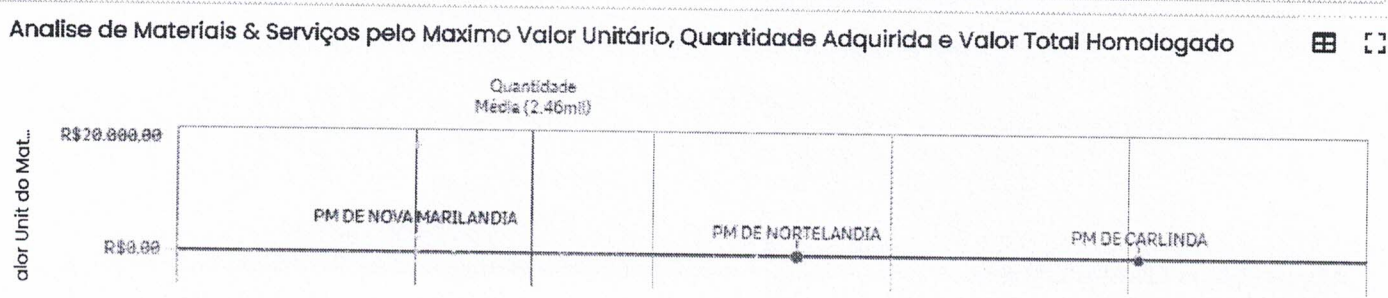 Analise de Materiais & Serviços pelo Maximo Valor Unitário, Quantidade Adquirida e Valor Total Homologado
Quantidade
Média (2.46mil)
alor Unit do Mat...
R$20.000,00
PM DE NOVA MARILANDIA
PM DE NORTELANDIA
PM DE CARLINDA
R$0,00